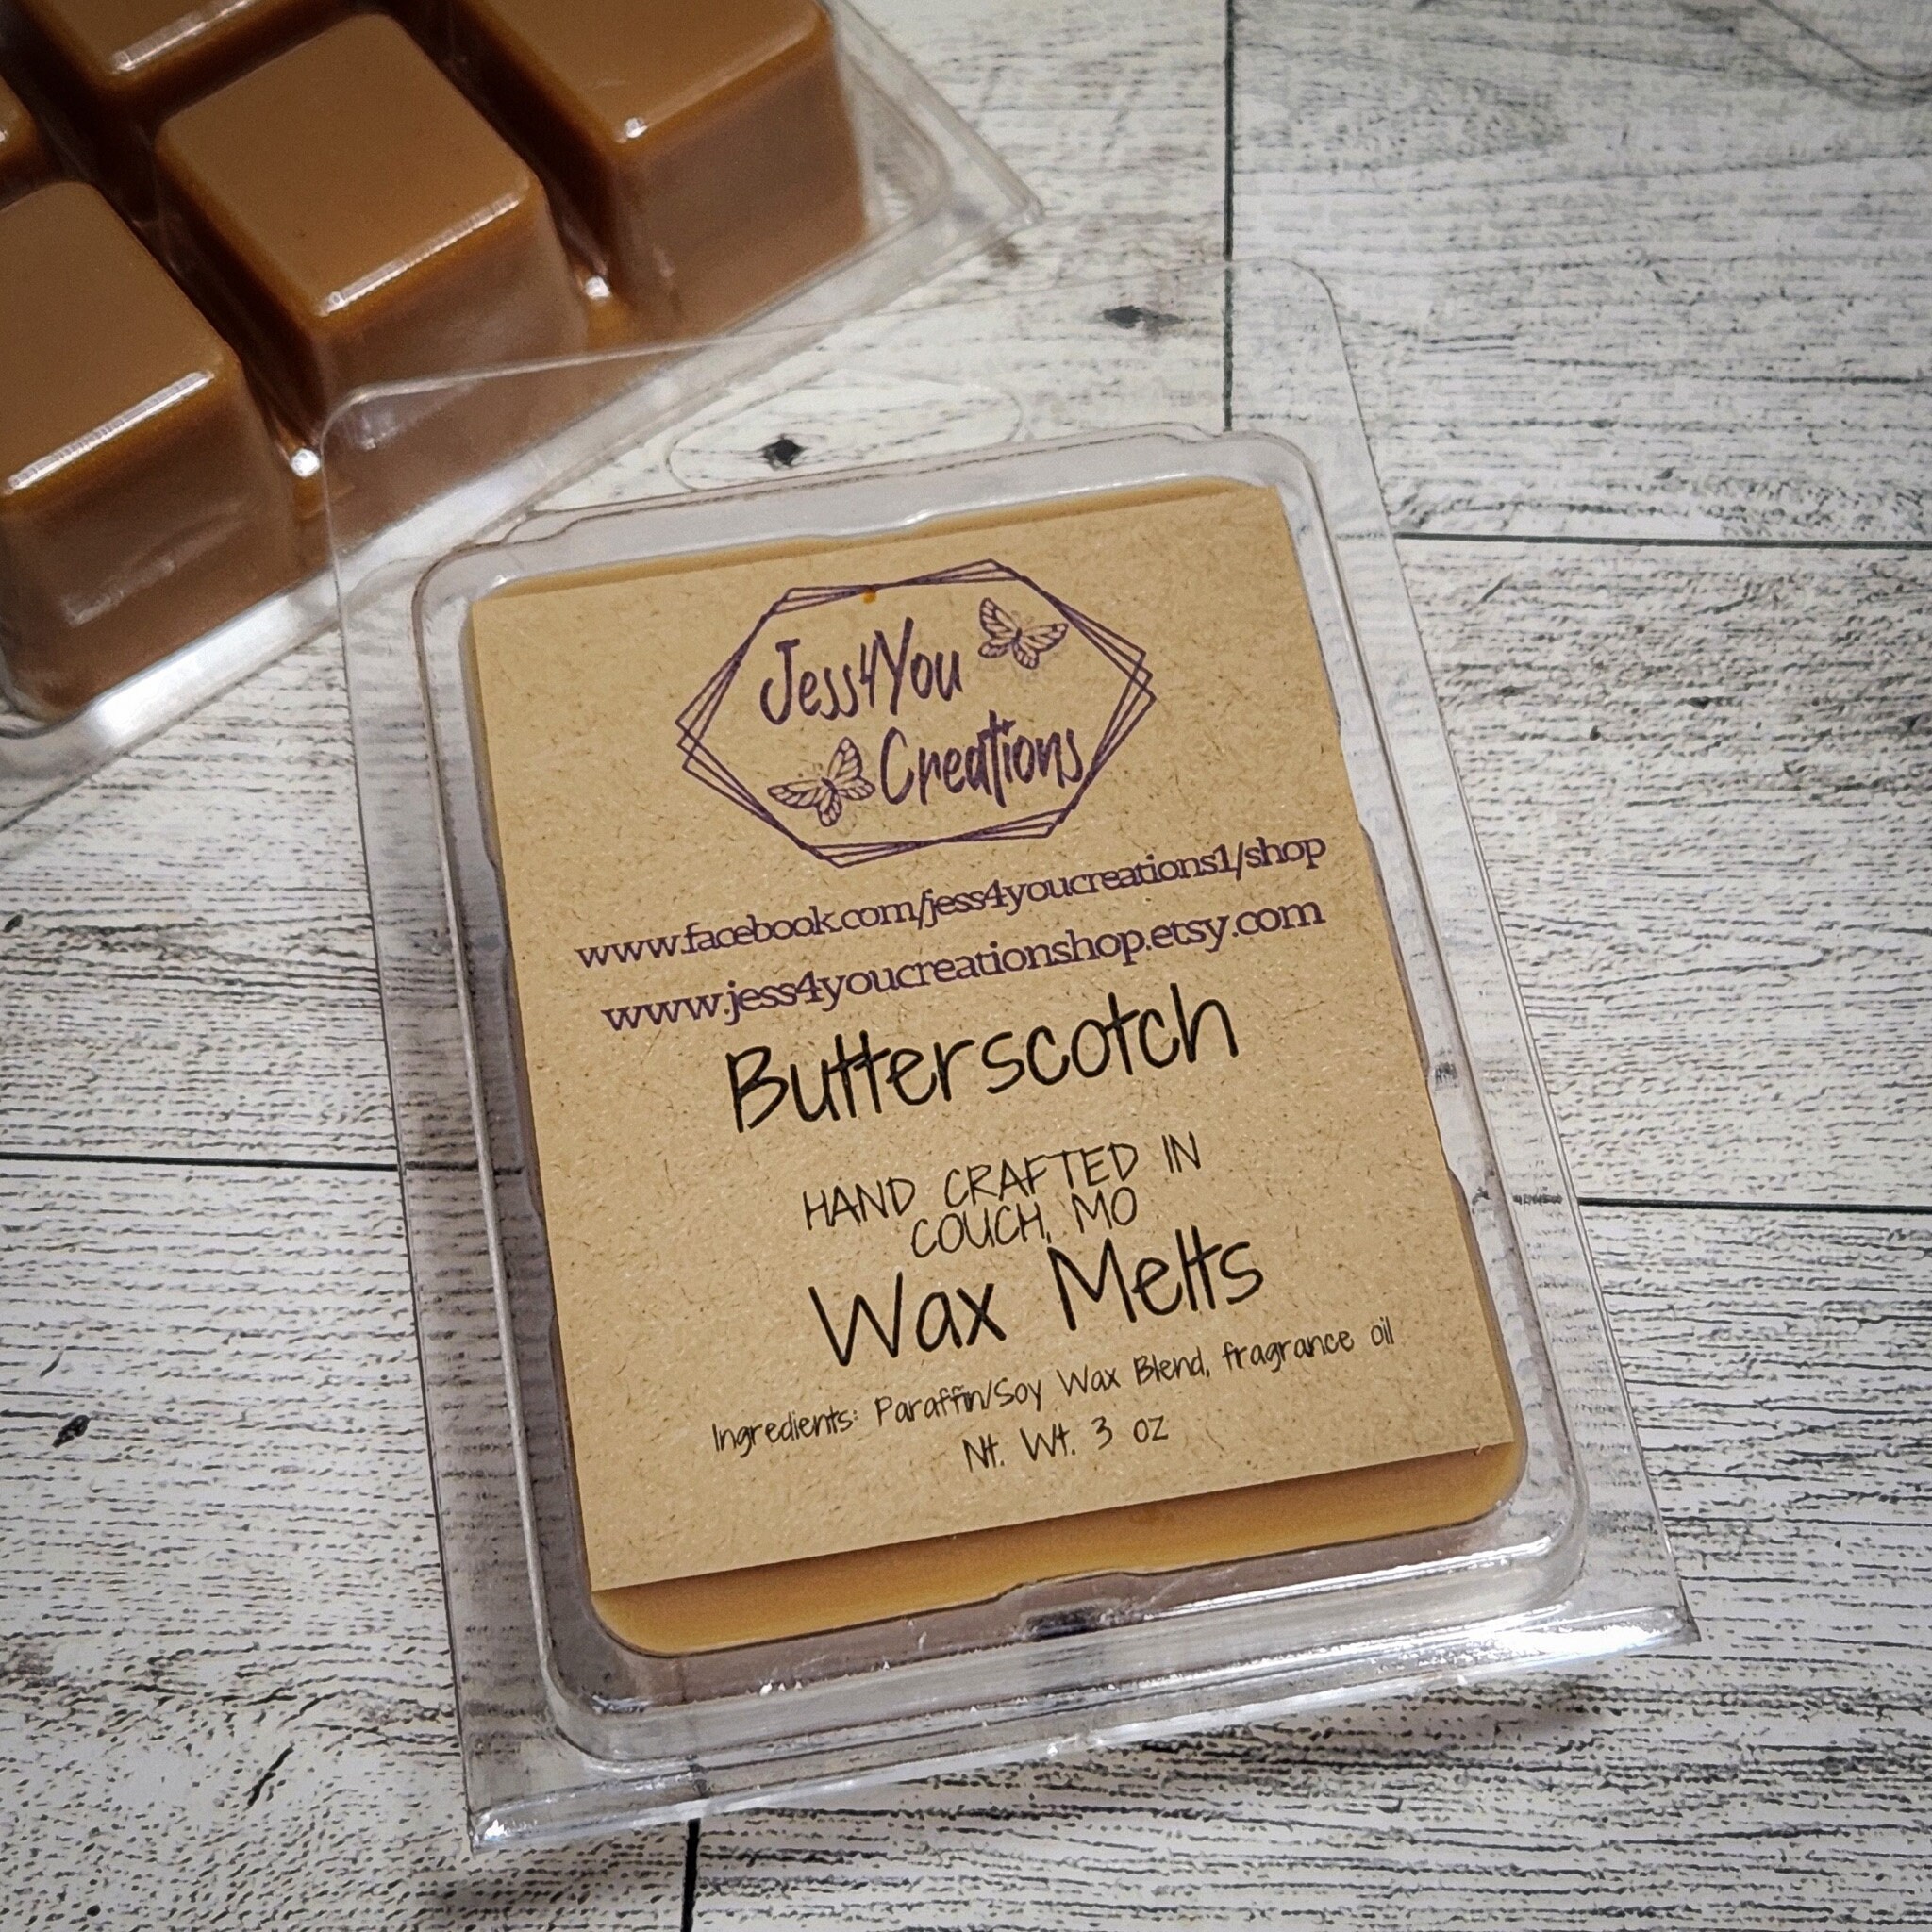 Jess4You
Creations
www.facebook.com/jess4youcreations1/shop
www.jess4youcreationshop.etsy.com
Butterscotch
HAND CRAFTED IN
COUCH, MO
Wax Melts
Ingredients: Paraffin/Soy Wax Blend, fragrance oil
Nt. Wt. 3 oz